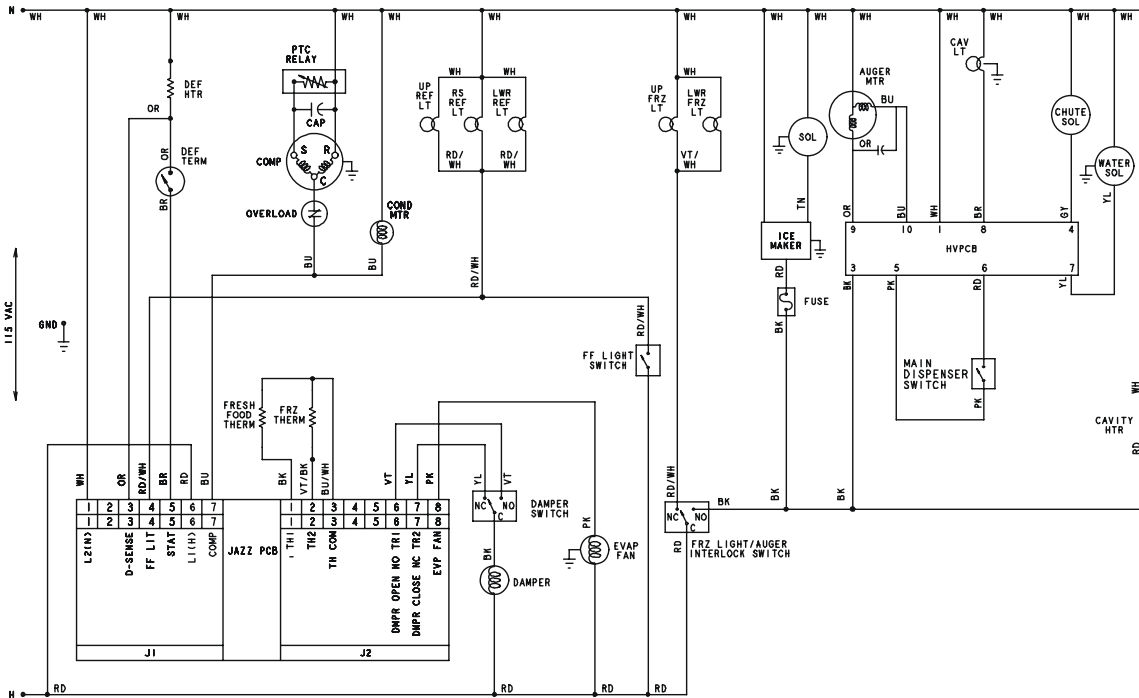 N WH WH WH WH WH WH WH WH WH WH WH WH WH WH
PTC
RELAY
DEF
HTR
OR
CAP
OR
DEF
TERM
BR
S R
COMP
C
OVERLOAD
COND
MTR
BU
BU
WH
WH WH
UP
REF
LT
RS
REF
LT
LWR
REF
LT
RD/
WH
RD/
WH
RD/WH
WH
UP
FRZ
LT
LWR
FRZ
LT
VT/
WH
SOL
TN
ICE
MAKER
RD
FUSE
BK
AUGER
MTR
BU
OR
CAV
LT
CHUTE
SOL
WATER
SOL
YL
OR BU WH BR GY
9 10 1 8 4
HVPCB
3 5 6 7
BK PK RD YL
MAIN
DISPENSER
SWITCH
PK
WH
CAVITY
HTR
RD
115 VAC
GND
RD/WH
FF LIGHT
SWITCH
FRESH
FOOD
THERM
FRZ
THERM
WH OR RD/WH BR RD BU
BK VT/BK BU/WH VT YL PK
1 2 3 4 5 6 7
1 2 3 4 5 6 7
L2(N)
D-SENSE
FF LIT
STAT
L1(H)
COMP
J1
JAZZ PCB
1 2 3 4 5 6 7 8
1 2 3 4 5 6 7 8
- TH1
TH2
TH COM
DMPR OPEN NO TR1
DMPR CLOSE NC TR2
EVP FAN
J2
YL VT
NC NO
C
DAMPER
SWITCH
BK
DAMPER
PK
EVAP
FAN
RD/WH
BK
NC NO
C
RD
FRZ LIGHT/AUGER
INTERLOCK SWITCH
BK BK
H RD RD RD RD RD